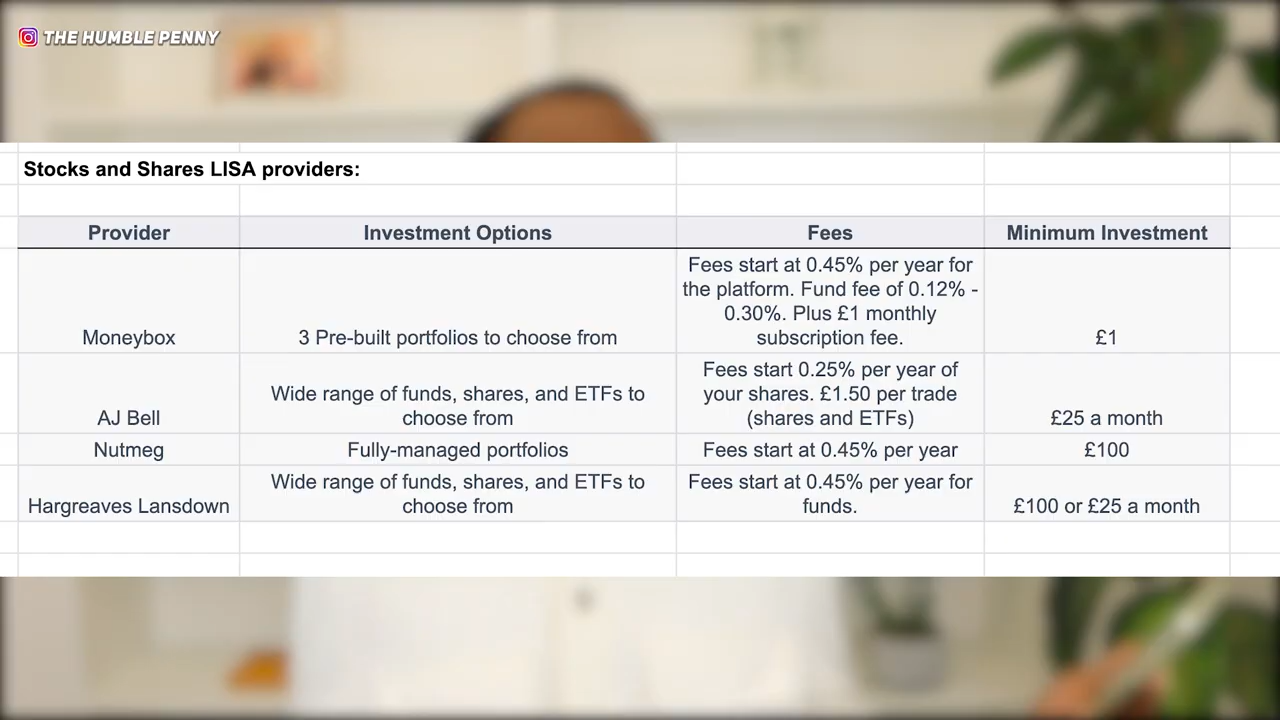 THE HUMBLE PENNY
Stocks and Shares LISA providers:
Provider
Investment Options
Fees
Minimum Investment
Moneybox
3 Pre-built portfolios to choose from
Fees start at 0.45% per year for
the platform. Fund fee of 0.12% -
0.30%. Plus £1 monthly
subscription fee.
£1
AJ Bell
Wide range of funds, shares, and ETFs to
choose from
Fees start 0.25% per year of
your shares. £1.50 per trade
(shares and ETFs)
£25 a month
Nutmeg
Fully-managed portfolios
Fees start at 0.45% per year
£100
Hargreaves Lansdown
Wide range of funds, shares, and ETFs to
choose from
Fees start at 0.45% per year for
funds.
£100 or £25 a month